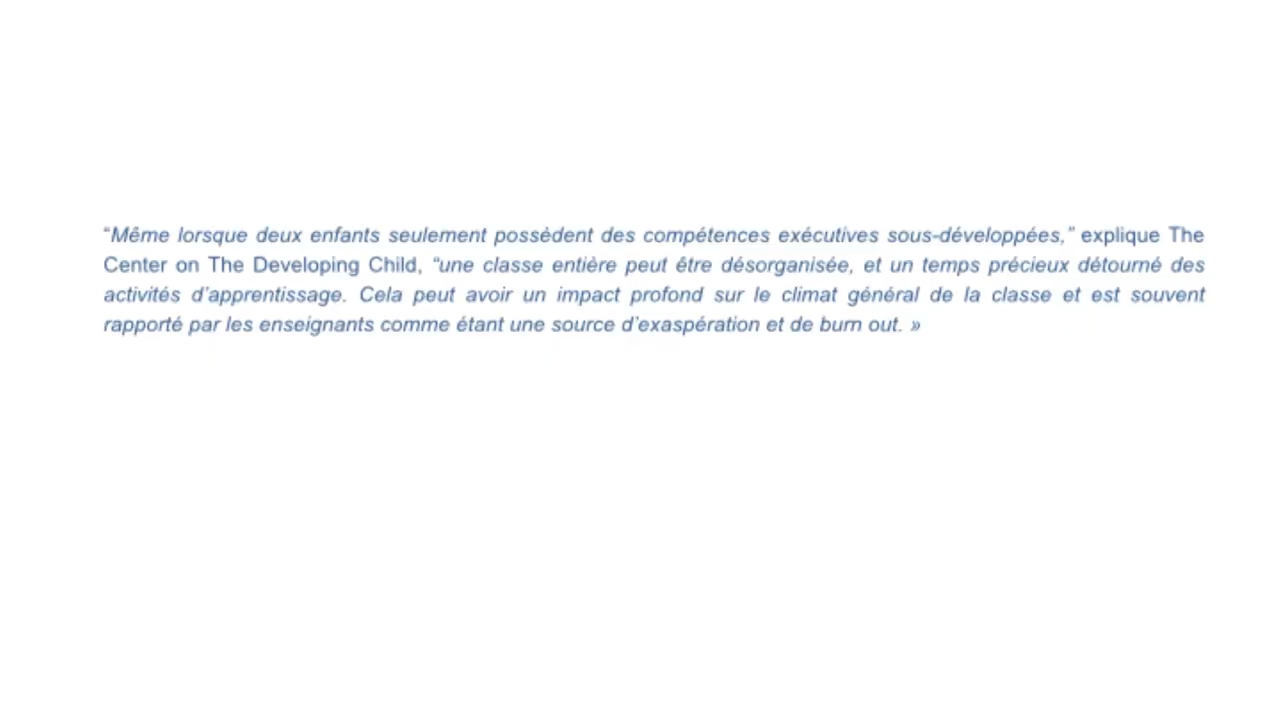 “Même lorsque deux enfants seulement possèdent des compétences exécutives sous-développées,” explique The
Center on The Developing Child, “une classe entière peut être désorganisée, et un temps précieux détourné des
activités d’apprentissage. Cela peut avoir un impact profond sur le climat général de la classe et est souvent
rapporté par les enseignants comme étant une source d’exaspération et de burn out. »